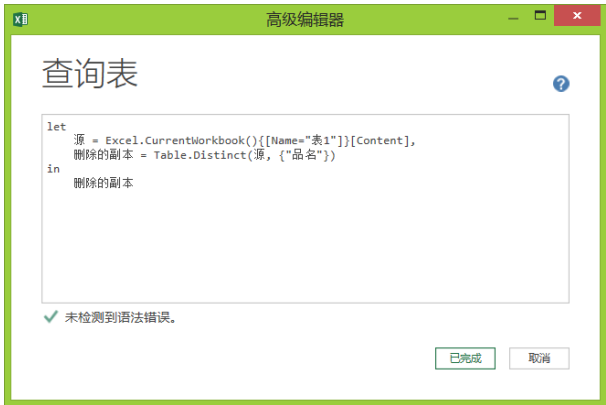 高级编辑器
查询表
let
源 = Excel.CurrentWorkbook(){[Name="表1"]}[Content],
删除的副本 = Table.Distinct(源, {"品名"})
in
删除的副本
未检测到语法错误。
已完成 取消